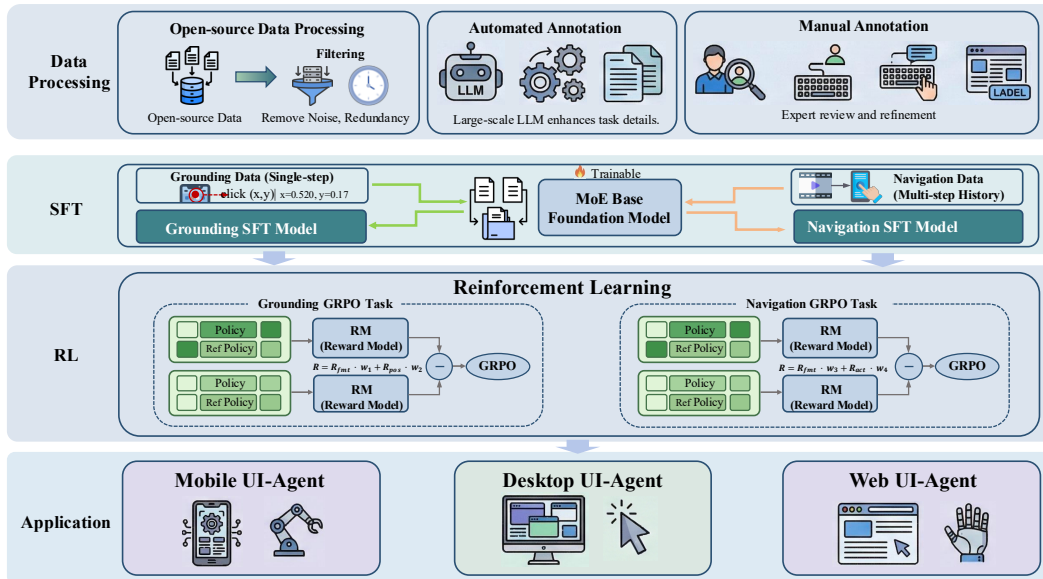 Data
Processing
Open-source Data Processing
Filtering
Open-source Data
Remove Noise, Redundancy
Automated Annotation
LLM
Large-scale LLM enhances task details.
Manual Annotation
LADEL
Expert review and refinement
SFT
Grounding Data (Single-step)
click (x,y)| x=0.520, y=0.17
Grounding SFT Model
Trainable
MoE Base
Foundation Model
Navigation Data
(Multi-step History)
Navigation SFT Model
RL
Reinforcement Learning
Grounding GRPO Task
Policy
Ref Policy
RM
(Reward Model)
R = R_fmt · w_1 + R_pos · w_2
Policy
Ref Policy
RM
(Reward Model)
−
GRPO
Navigation GRPO Task
Policy
Ref Policy
RM
(Reward Model)
R = R_fmt · w_3 + R_act · w_4
Policy
Ref Policy
RM
(Reward Model)
−
GRPO
Application
Mobile UI-Agent
Desktop UI-Agent
Web UI-Agent